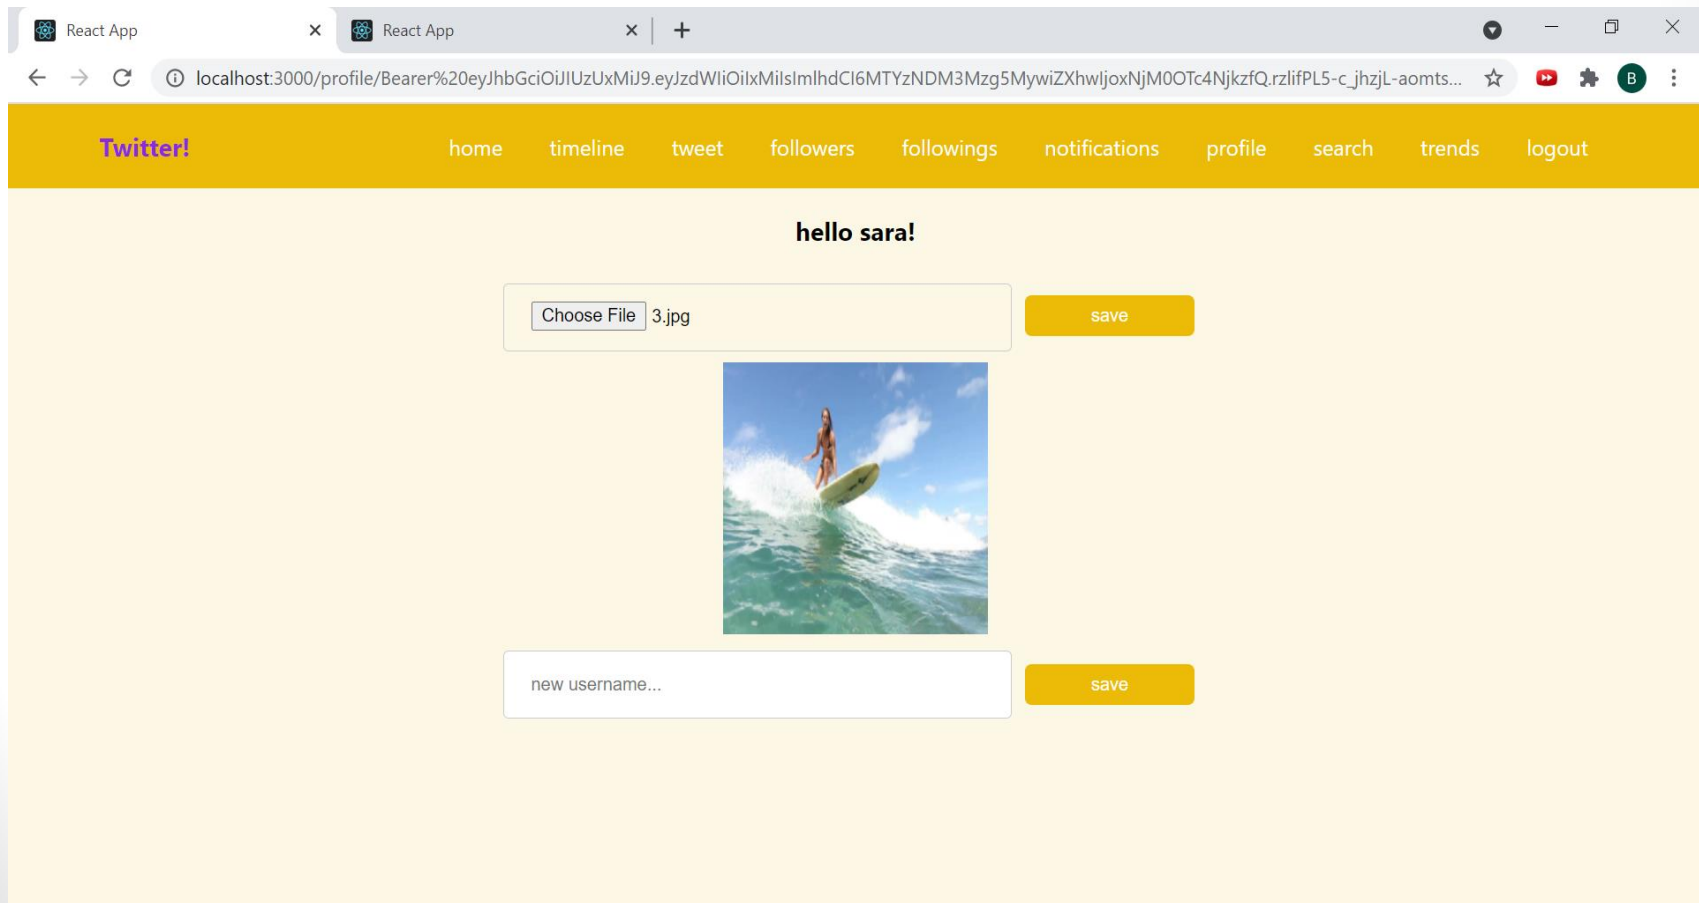 React App
React App
localhost:3000/profile/Bearer%20eyJhbGciOiJIUzUxMiJ9.eyJzdWIiOiIxMiIsImlhdCI6MTYzNDM3Mzg5MywiZXhwIjoxNjM0OTc4NjkzfQ.rzlifPL5-c_jhzjL-aomts...
B
Twitter! home timeline tweet followers followings notifications profile search trends logout
hello sara!
Choose File 3.jpg save
new username... save